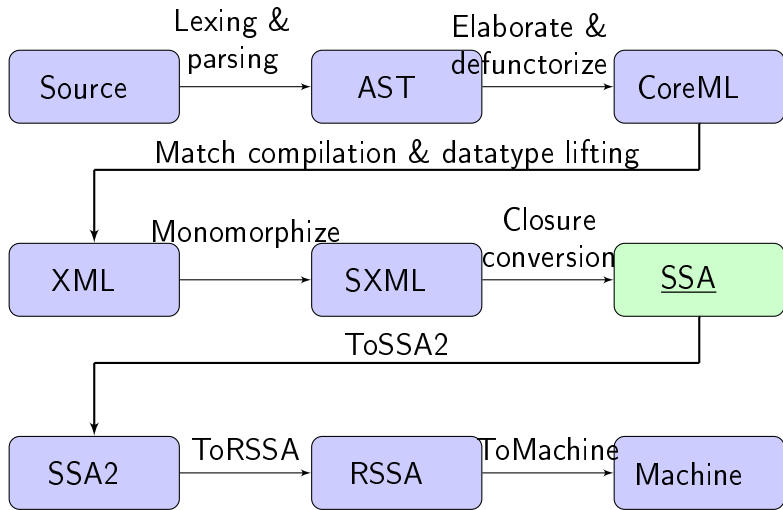 Lexing &
parsing
Elaborate &
defunctorize
Source
AST
CoreML
Match compilation & datatype lifting
Monomorphize
Closure
conversion
XML
SXML
SSA
ToSSA2
ToRSSA
ToMachine
SSA2
RSSA
Machine